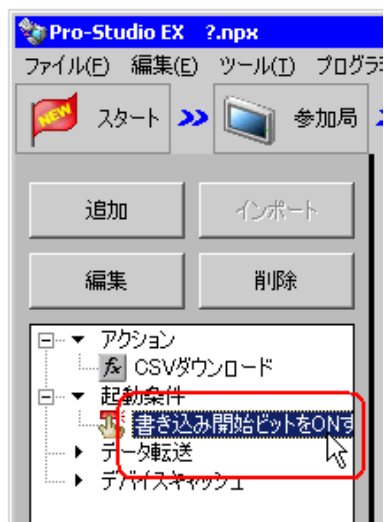 Pro-Studio EX ?.npx
ファイル(F) 編集(E) ツール(T) プログラ
NEW スタート 参加局
追加 インポート
編集 削除
アクション
fx CSVダウンロード
起動条件
書き込み開始ビットをONす
データ転送
デバイスキャッシュ